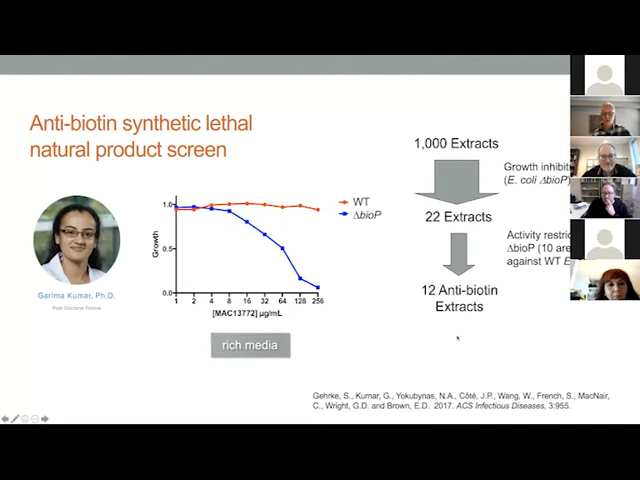 Anti-biotin synthetic lethal
natural product screen
Garima Kumar, Ph.D.
Post Doctoral Fellow
Growth
1.0
0.5
0.0
1 2 4 8 16 32 64 128 256
[MAC13772] µg/mL
WT
ΔbioP
rich media
1,000 Extracts
Growth inhibit
(E. coli ΔbioP)
22 Extracts
Activity restri
ΔbioP (10 are
against WT E
12 Anti-biotin
Extracts
Gehrke, S., Kumar, G., Yokubynas, N.A., Côté, J.P., Wang, W., French, S., MacNair,
C., Wright, G.D. and Brown, E.D. 2017. ACS Infectious Diseases, 3:955.